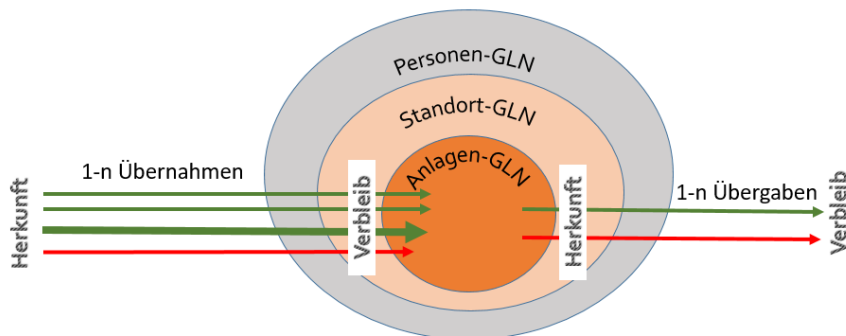 Personen-GLN
Standort-GLN
Anlagen-GLN
1-n Übernahmen
1-n Übergaben
Herkunft
Verbleib
Herkunft
Verbleib